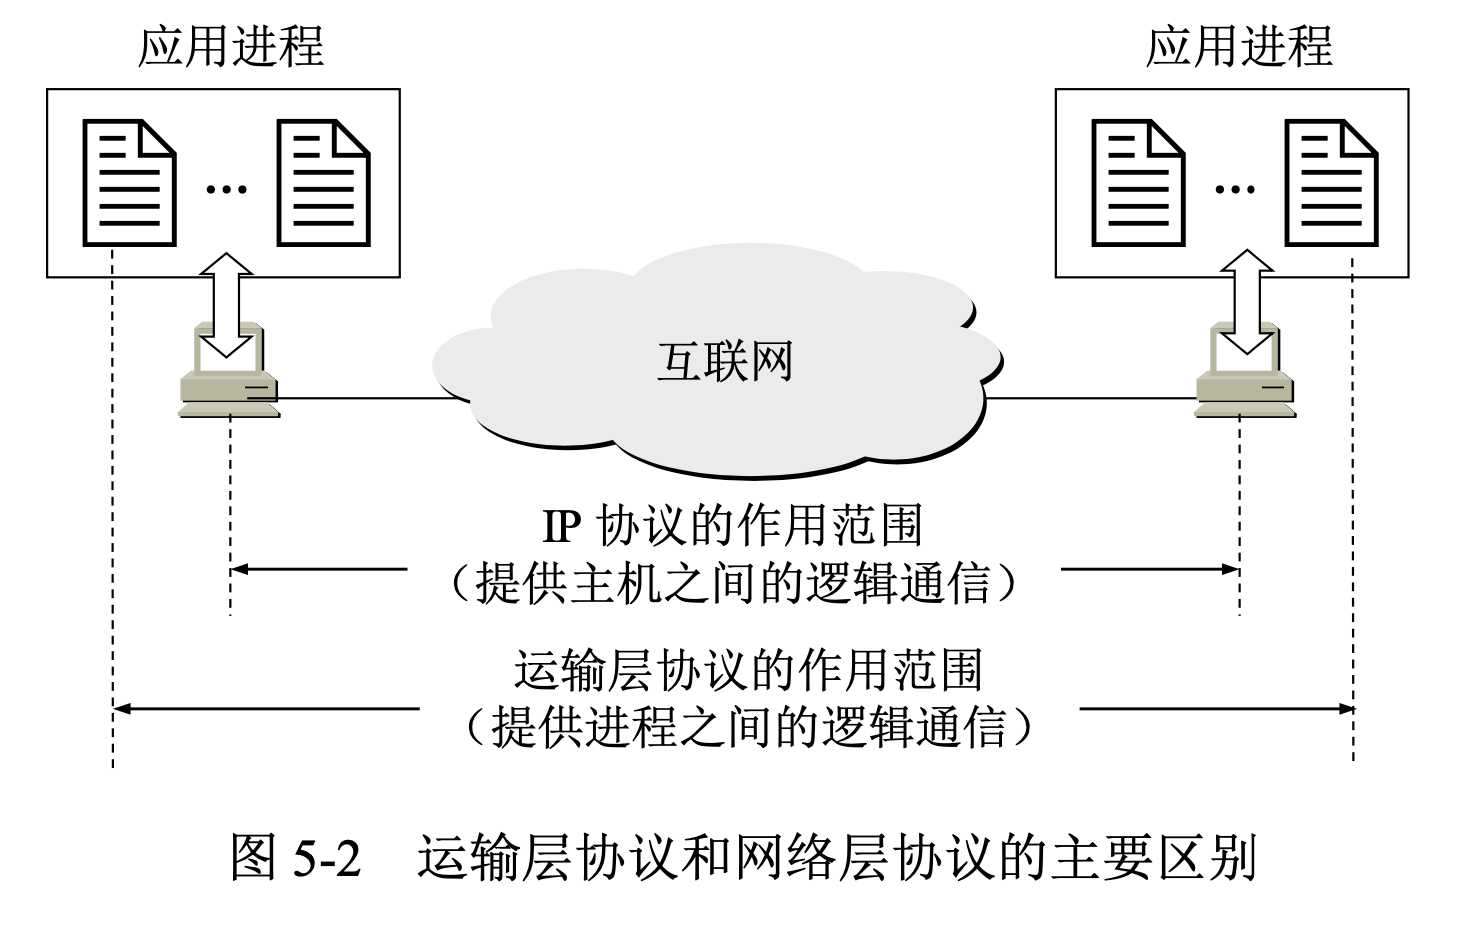 应用进程
应用进程
...
...
互联网
IP 协议的作用范围
（提供主机之间的逻辑通信）
运输层协议的作用范围
（提供进程之间的逻辑通信）
图 5-2 运输层协议和网络层协议的主要区别